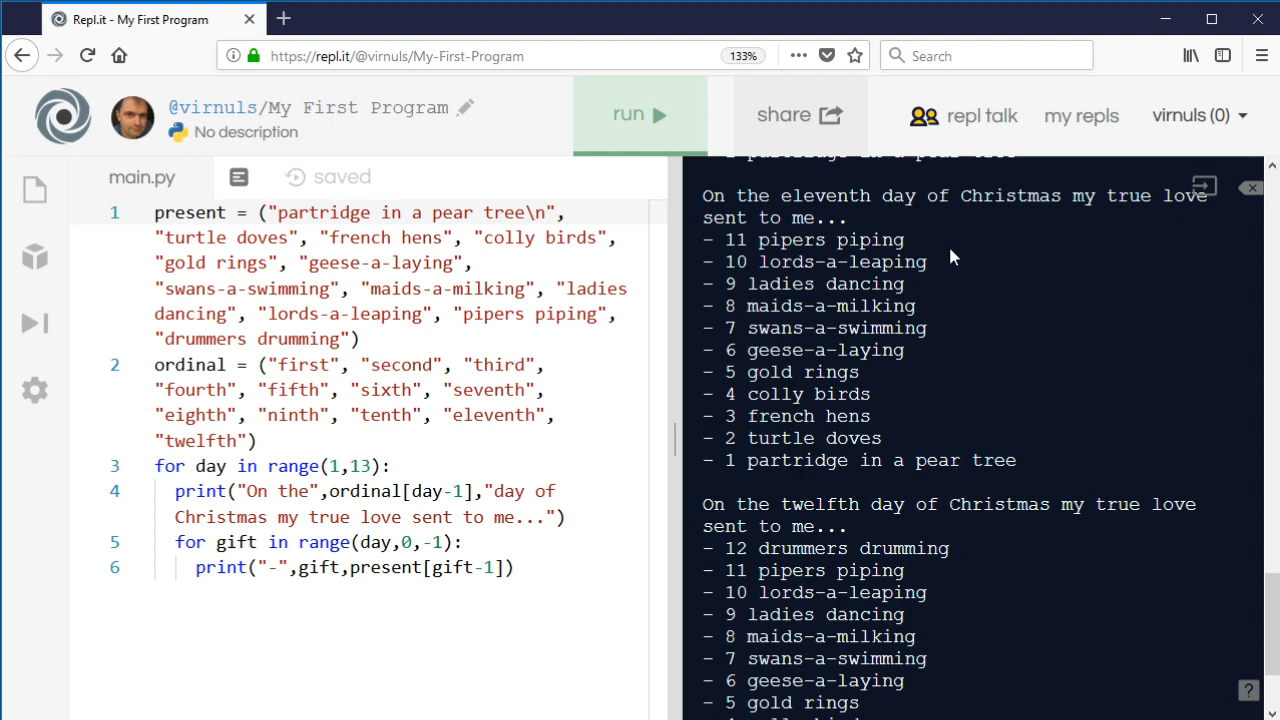 Repl.it - My First Program
https://repl.it/@virnuls/My-First-Program
133%
Search
@virnuls/My First Program
No description
run
share
repl talk
my repls
virnuls (0)
main.py
saved
1 present = ("partridge in a pear tree\n",
"turtle doves", "french hens", "colly birds",
"gold rings", "geese-a-laying",
"swans-a-swimming", "maids-a-milking", "ladies
dancing", "lords-a-leaping", "pipers piping",
"drummers drumming")
2 ordinal = ("first", "second", "third",
"fourth", "fifth", "sixth", "seventh",
"eighth", "ninth", "tenth", "eleventh",
"twelfth")
3 for day in range(1,13):
4 print("On the",ordinal[day-1],"day of
Christmas my true love sent to me...")
5 for gift in range(day,0,-1):
6 print("-",gift,present[gift-1])
- 1 partridge in a pear tree
On the eleventh day of Christmas my true love
sent to me...
- 11 pipers piping
- 10 lords-a-leaping
- 9 ladies dancing
- 8 maids-a-milking
- 7 swans-a-swimming
- 6 geese-a-laying
- 5 gold rings
- 4 colly birds
- 3 french hens
- 2 turtle doves
- 1 partridge in a pear tree
On the twelfth day of Christmas my true love
sent to me...
- 12 drummers drumming
- 11 pipers piping
- 10 lords-a-leaping
- 9 ladies dancing
- 8 maids-a-milking
- 7 swans-a-swimming
- 6 geese-a-laying
- 5 gold rings
?